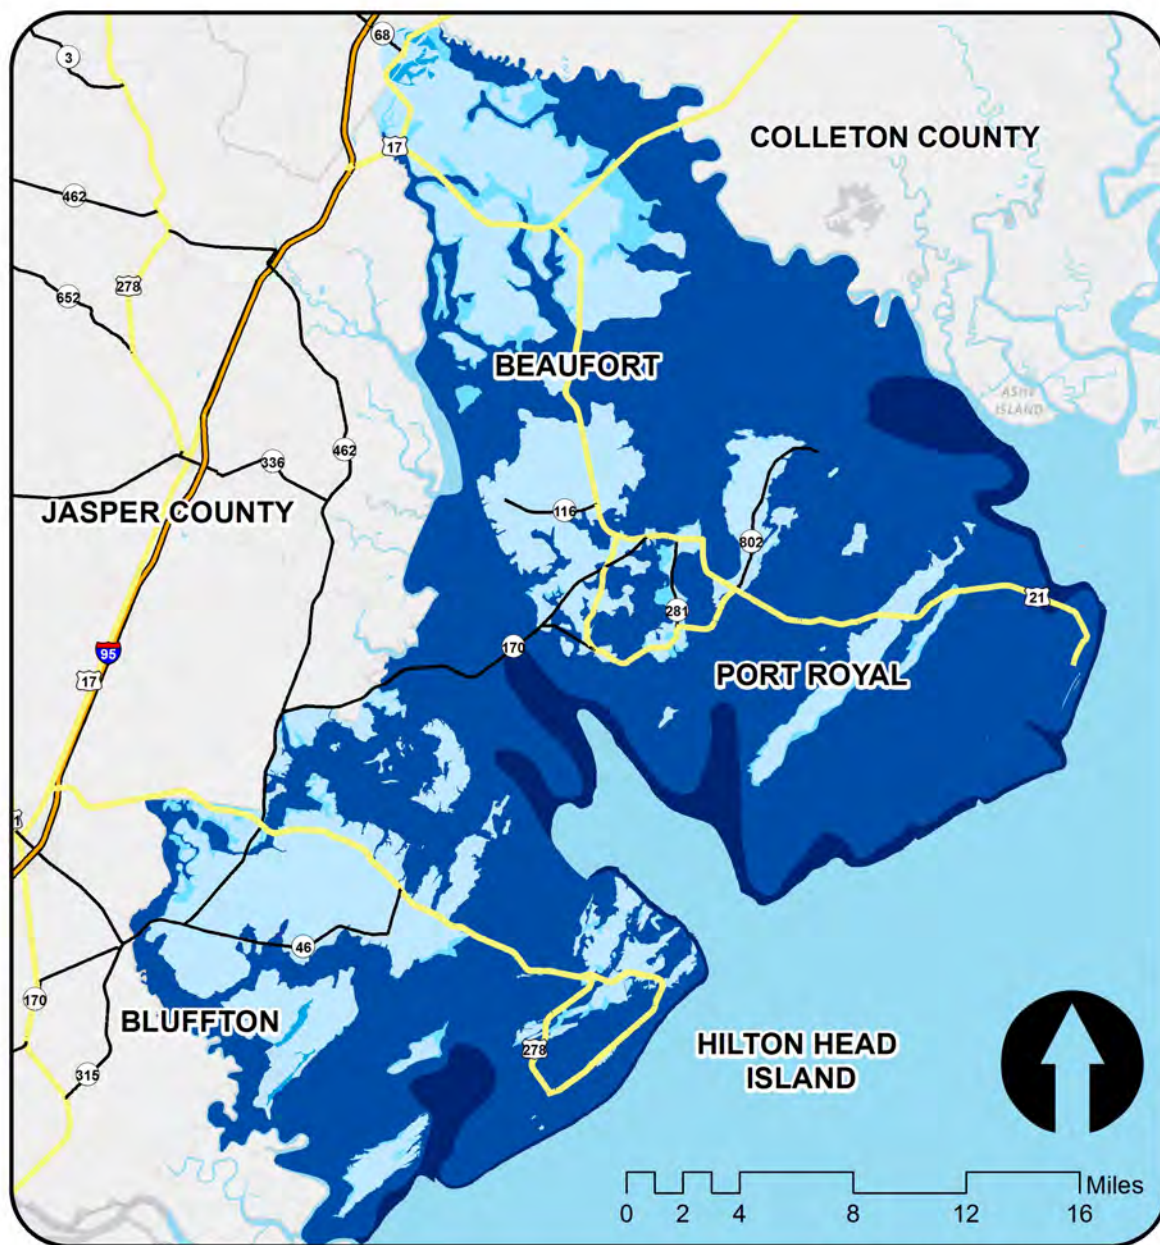 68
3
17
COLLETON COUNTY
462
278
652
BEAUFORT
ASHE
ISLAND
462
336
JASPER COUNTY
116
802
281
21
170
95
17
PORT ROYAL
46
170
BLUFFTON
278
HILTON HEAD
ISLAND
315
Miles
0 2 4 8 12 16